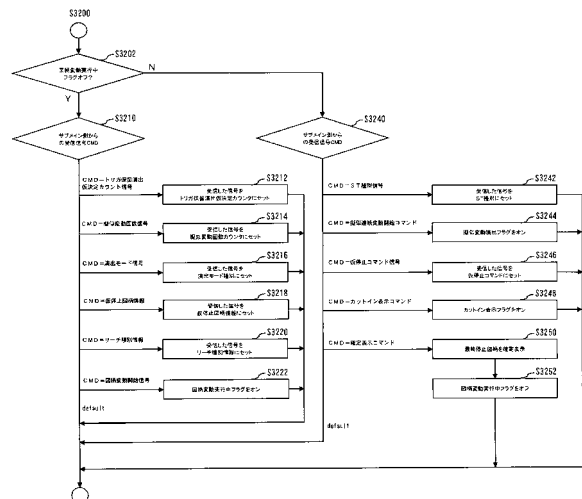 S3200
S3202
図柄変動実行中
フラグオフ?
N
Y
S3210
サブメイン側から
の受信信号CMD
S3240
サブメイン側から
の受信信号CMD
CMD=トリガ保留演出
仮決定カウント信号
S3212
受信した信号を
トリガ保留演出仮決定カウンタにセット
CMD=擬似変動回数信号
S3214
受信した信号を
擬似変動回数カウンタにセット
CMD=演出モード信号
S3216
受信した信号を
演出モード種別にセット
CMD=仮停止図柄情報
S3218
受信した信号を
仮停止図柄情報にセット
CMD=リーチ種別情報
S3220
受信した信号を
リーチ種別情報にセット
CMD=図柄変動開始信号
S3222
図柄変動実行中フラグをオン
default
CMD=ST種別信号
S3242
受信した信号を
ST種別にセット
CMD=擬似連続変動開始コマンド
S3244
擬似変動演出フラグをオン
CMD=仮停止コマンド信号
S3246
受信した信号を
仮停止コマンドにセット
CMD=カットイン表示コマンド
S3248
カットイン表示フラグをオン
CMD=確定表示コマンド
S3250
最終停止図柄を確定表示
S3252
図柄変動実行中フラグをオフ
default